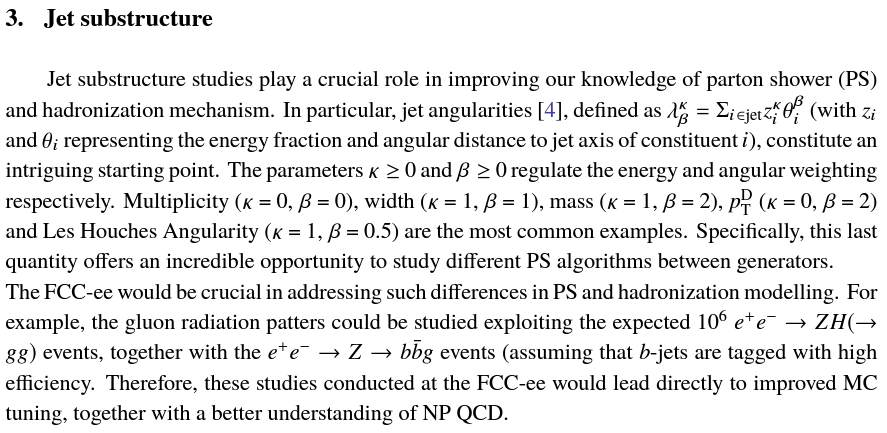 3. Jet substructure
Jet substructure studies play a crucial role in improving our knowledge of parton shower (PS)
and hadronization mechanism. In particular, jet angularities [4], defined as λ_β^κ = Σ_{i∈jet} z_i^κ θ_i^β (with z_i
and θ_i representing the energy fraction and angular distance to jet axis of constituent i), constitute an
intriguing starting point. The parameters κ ≥ 0 and β ≥ 0 regulate the energy and angular weighting
respectively. Multiplicity (κ = 0, β = 0), width (κ = 1, β = 1), mass (κ = 1, β = 2), p_T^D (κ = 0, β = 2)
and Les Houches Angularity (κ = 1, β = 0.5) are the most common examples. Specifically, this last
quantity offers an incredible opportunity to study different PS algorithms between generators.
The FCC-ee would be crucial in addressing such differences in PS and hadronization modelling. For
example, the gluon radiation patters could be studied exploiting the expected 10⁶ e⁺e⁻ → ZH(→
gg) events, together with the e⁺e⁻ → Z → bb̄g events (assuming that b-jets are tagged with high
efficiency. Therefore, these studies conducted at the FCC-ee would lead directly to improved MC
tuning, together with a better understanding of NP QCD.